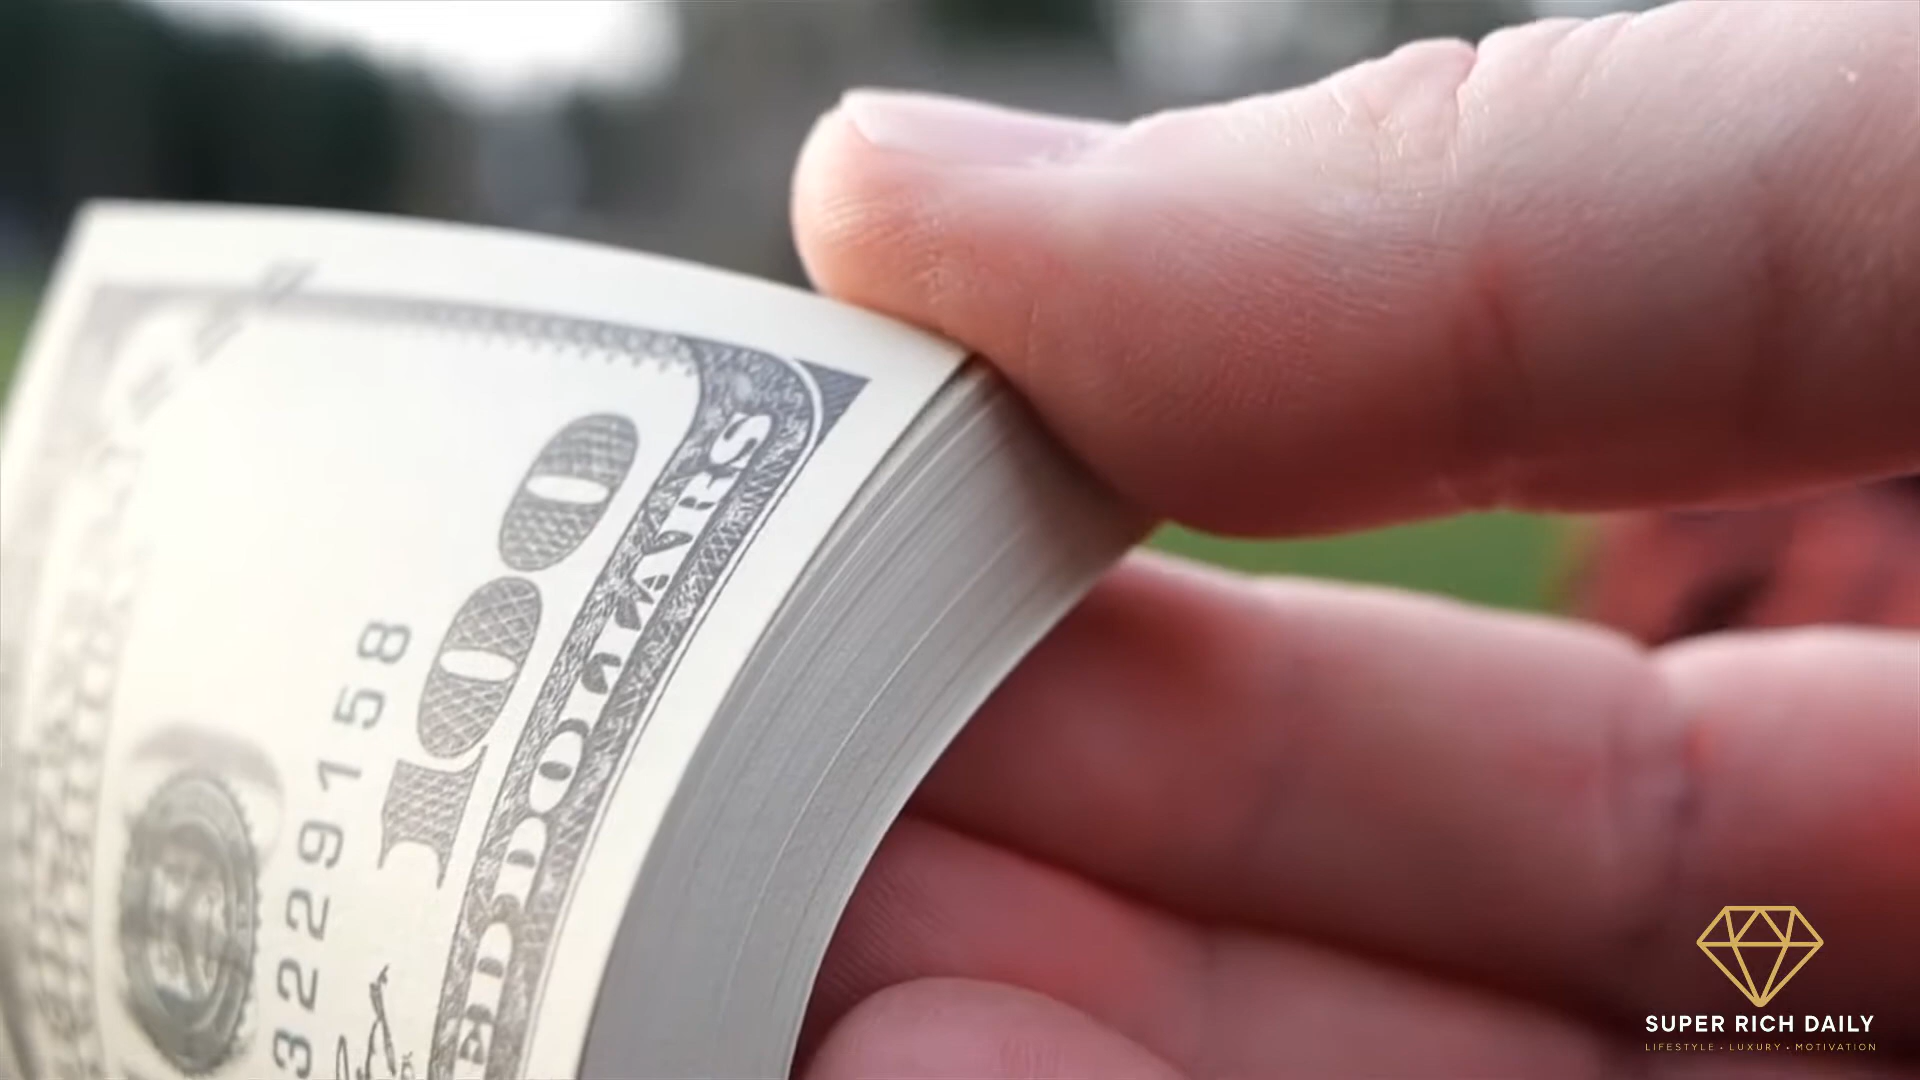 100
DOLLARS
3229158
SUPER RICH DAILY
LIFESTYLE • LUXURY • MOTIVATION